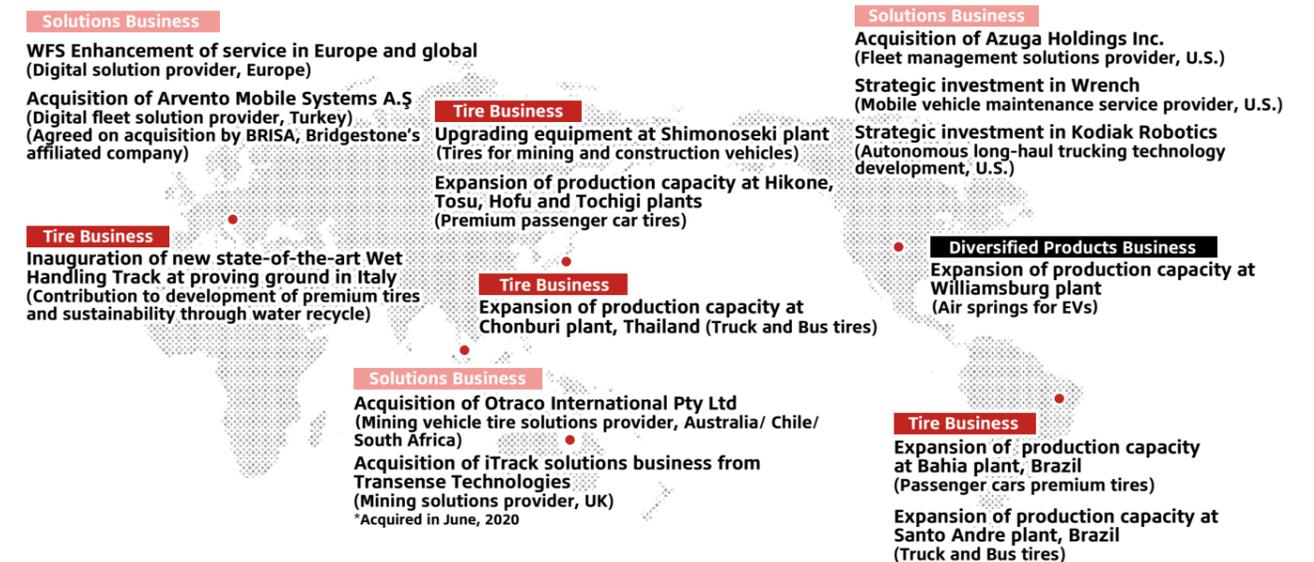 Solutions Business
WFS Enhancement of service in Europe and global
(Digital solution provider, Europe)
Acquisition of Arvento Mobile Systems A.Ş
(Digital fleet solution provider, Turkey)
(Agreed on acquisition by BRISA, Bridgestone's
affiliated company)
Tire Business
Inauguration of new state-of-the-art Wet
Handling Track at proving ground in Italy
(Contribution to development of premium tires
and sustainability through water recycle)
Tire Business
Upgrading equipment at Shimonoseki plant
(Tires for mining and construction vehicles)
Expansion of production capacity at Hikone,
Tosu, Hofu and Tochigi plants
(Premium passenger car tires)
Tire Business
Expansion of production capacity at
Chonburi plant, Thailand (Truck and Bus tires)
Solutions Business
Acquisition of Otraco International Pty Ltd
(Mining vehicle tire solutions provider, Australia/ Chile/
South Africa)
Acquisition of iTrack solutions business from
Transense Technologies
(Mining solutions provider, UK)
*Acquired in June, 2020
Solutions Business
Acquisition of Azuga Holdings Inc.
(Fleet management solutions provider, U.S.)
Strategic investment in Wrench
(Mobile vehicle maintenance service provider, U.S.)
Strategic investment in Kodiak Robotics
(Autonomous long-haul trucking technology
development, U.S.)
Diversified Products Business
Expansion of production capacity at
Williamsburg plant
(Air springs for EVs)
Tire Business
Expansion of production capacity
at Bahia plant, Brazil
(Passenger cars premium tires)
Expansion of production capacity at
Santo Andre plant, Brazil
(Truck and Bus tires)